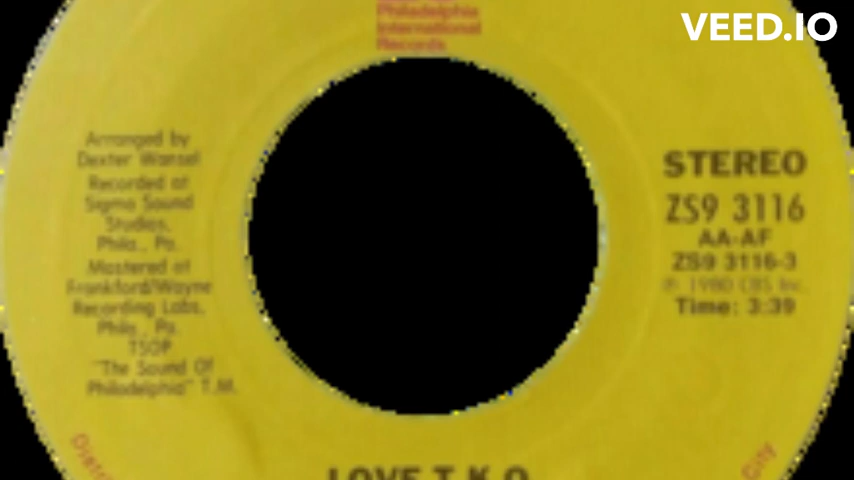 VEED.IO
Philadelphia
International
Records
Arranged by
Dexter Wansel
Recorded at
Sigma Sound
Studios,
Phila., Pa.
Mastered at
Frankford/Wayne
Recording Labs,
Phila., Pa.
TSOP
"The Sound Of
Philadelphia" T.M.
STEREO
ZS9 3116
AA-AF
ZS9 3116-3
℗ 1980 CBS Inc.
Time: 3:39
LOVE T.K.O.
City